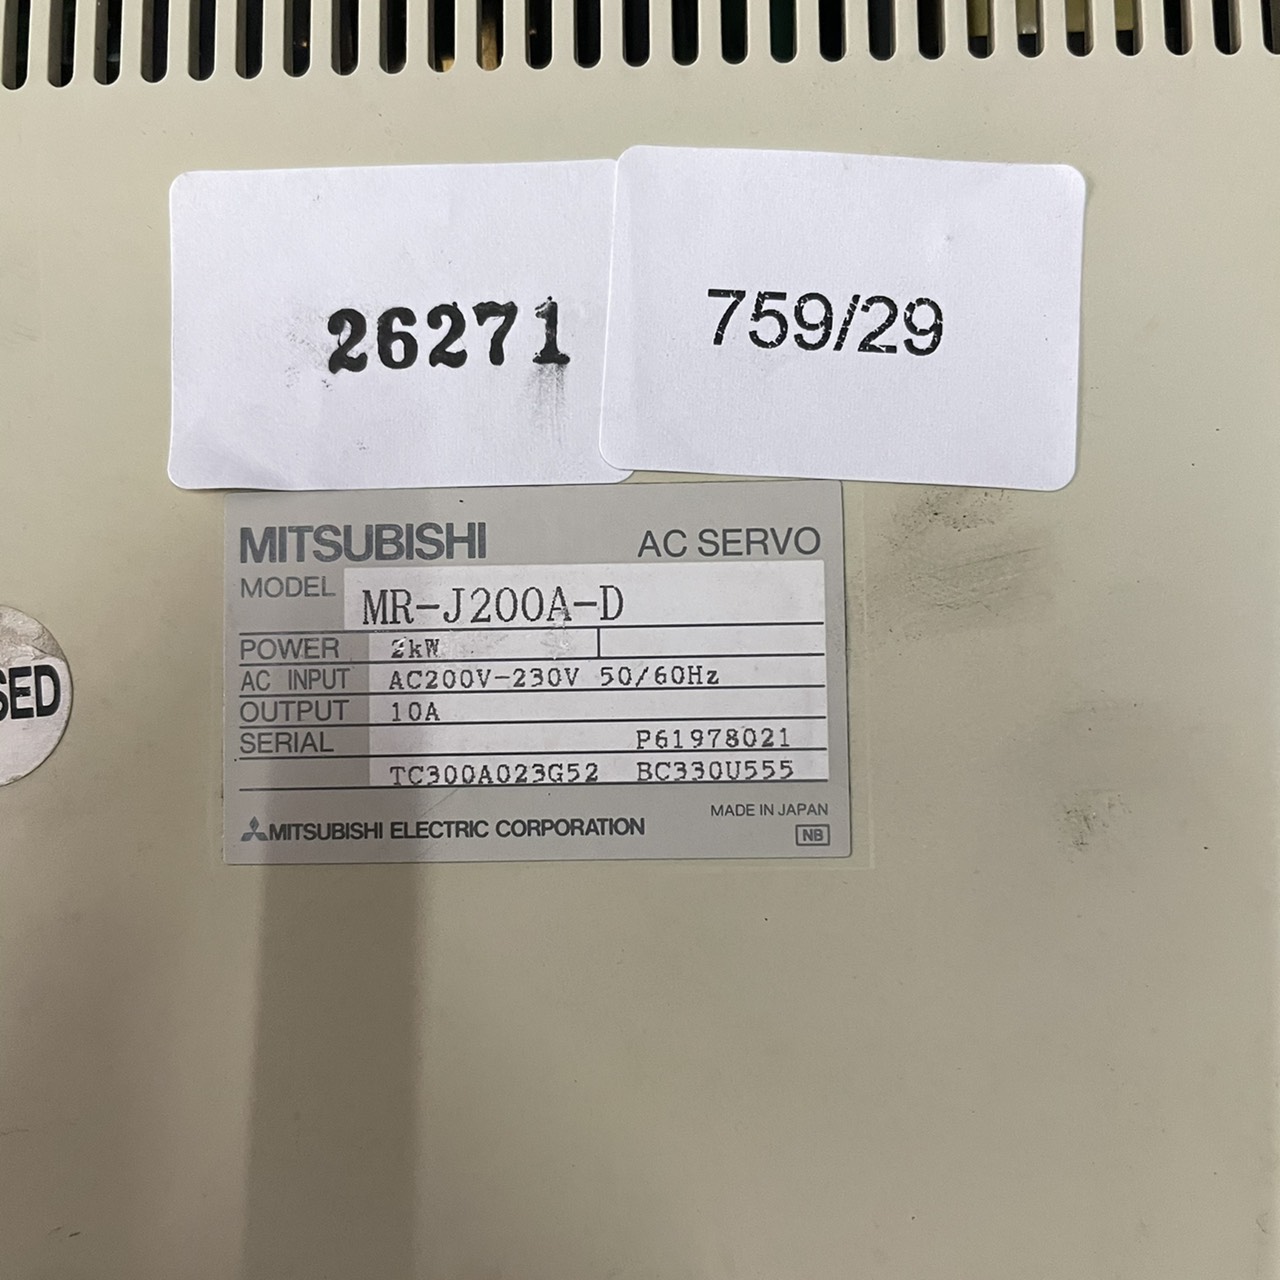 26271
759/29
MITSUBISHI AC SERVO
MODEL MR-J200A-D
POWER 2kW
AC INPUT AC200V-230V 50/60Hz
OUTPUT 10A
SERIAL P61978021
TC300A023G52 BC330U555
MADE IN JAPAN
MITSUBISHI ELECTRIC CORPORATION
NB
SED